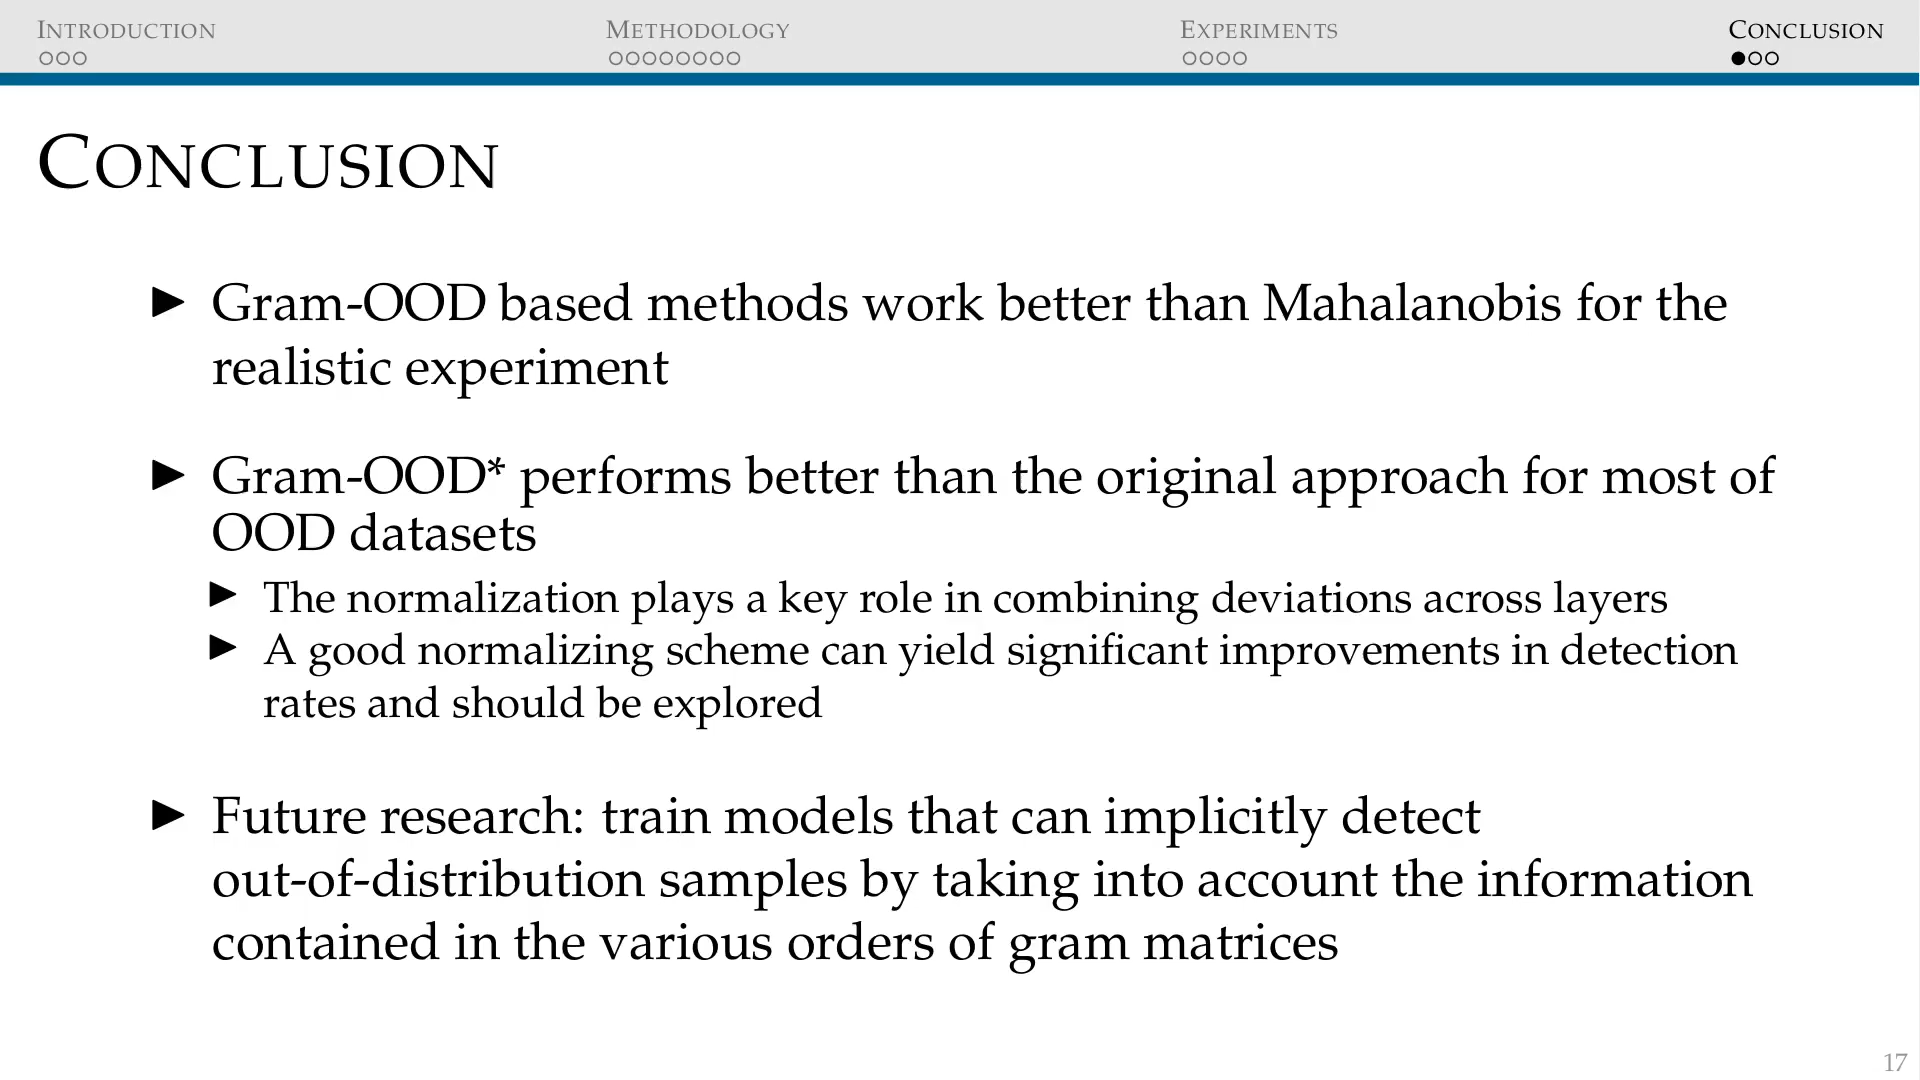 INTRODUCTION METHODOLOGY EXPERIMENTS CONCLUSION
CONCLUSION
Gram-OOD based methods work better than Mahalanobis for the
realistic experiment
Gram-OOD* performs better than the original approach for most of
OOD datasets
The normalization plays a key role in combining deviations across layers
A good normalizing scheme can yield significant improvements in detection
rates and should be explored
Future research: train models that can implicitly detect
out-of-distribution samples by taking into account the information
contained in the various orders of gram matrices
17